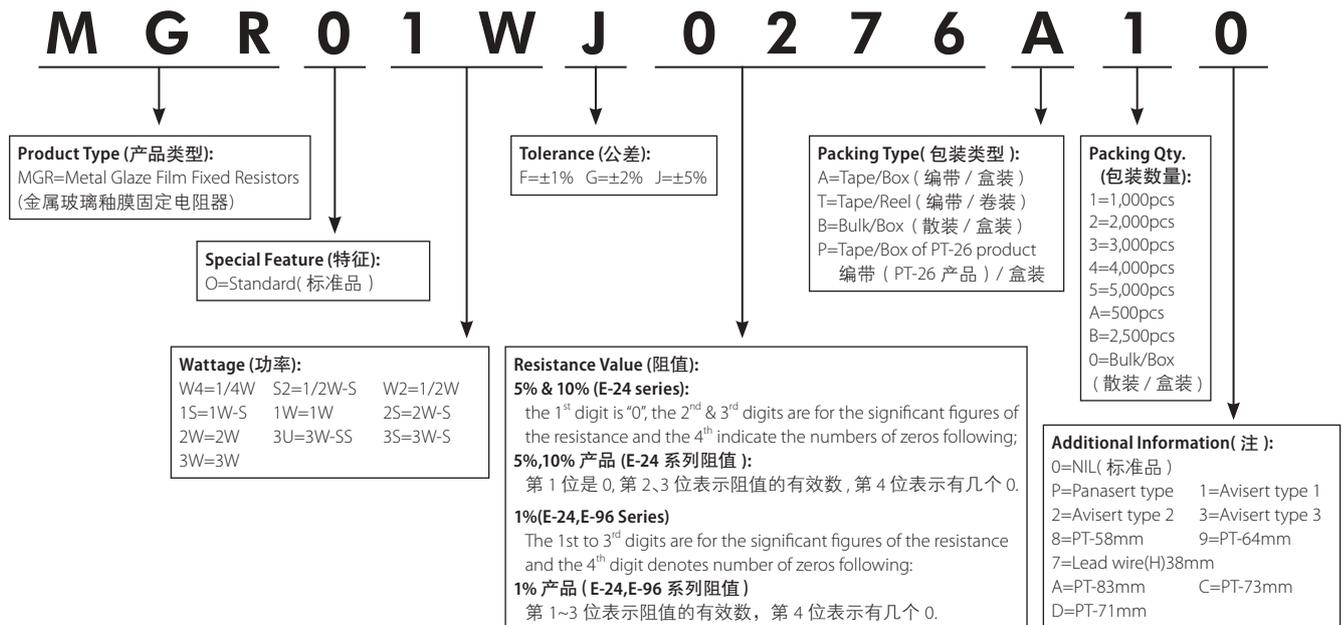 M G R 0 1 W J 0 2 7 6 A 1 0
Product Type (产品类型):
MGR=Metal Glaze Film Fixed Resistors
(金属玻璃釉膜固定电阻器)
Special Feature (特征):
O=Standard( 标准品 )
Wattage (功率):
W4=1/4W S2=1/2W-S W2=1/2W
1S=1W-S 1W=1W 2S=2W-S
2W=2W 3U=3W-SS 3S=3W-S
3W=3W
Tolerance (公差):
F=±1% G=±2% J=±5%
Resistance Value (阻值):
5% & 10% (E-24 series):
the 1st digit is “0”, the 2nd & 3rd digits are for the significant figures of
the resistance and the 4th indicate the numbers of zeros following;
5%,10% 产品 (E-24 系列阻值 ):
第 1 位是 0, 第 2、3 位表示阻值的有效数 , 第 4 位表示有几个 0.
1%(E-24,E-96 Series)
The 1st to 3rd digits are for the significant figures of the resistance
and the 4th digit denotes number of zeros following:
1% 产品 ( E-24,E-96 系列阻值 )
第 1~3 位表示阻值的有效数，第 4 位表示有几个 0.
Packing Type( 包装类型 ):
A=Tape/Box ( 编带 / 盒装 )
T=Tape/Reel ( 编带 / 卷装 )
B=Bulk/Box ( 散装 / 盒装 )
P=Tape/Box of PT-26 product
编带 ( PT-26 产品 ) / 盒装
Packing Qty.
(包装数量):
1=1,000pcs
2=2,000pcs
3=3,000pcs
4=4,000pcs
5=5,000pcs
A=500pcs
B=2,500pcs
0=Bulk/Box
( 散装 / 盒装 )
Additional Information( 注 ):
0=NIL( 标准品 )
P=Panasert type 1=Avisert type 1
2=Avisert type 2 3=Avisert type 3
8=PT-58mm 9=PT-64mm
7=Lead wire(H)38mm
A=PT-83mm C=PT-73mm
D=PT-71mm